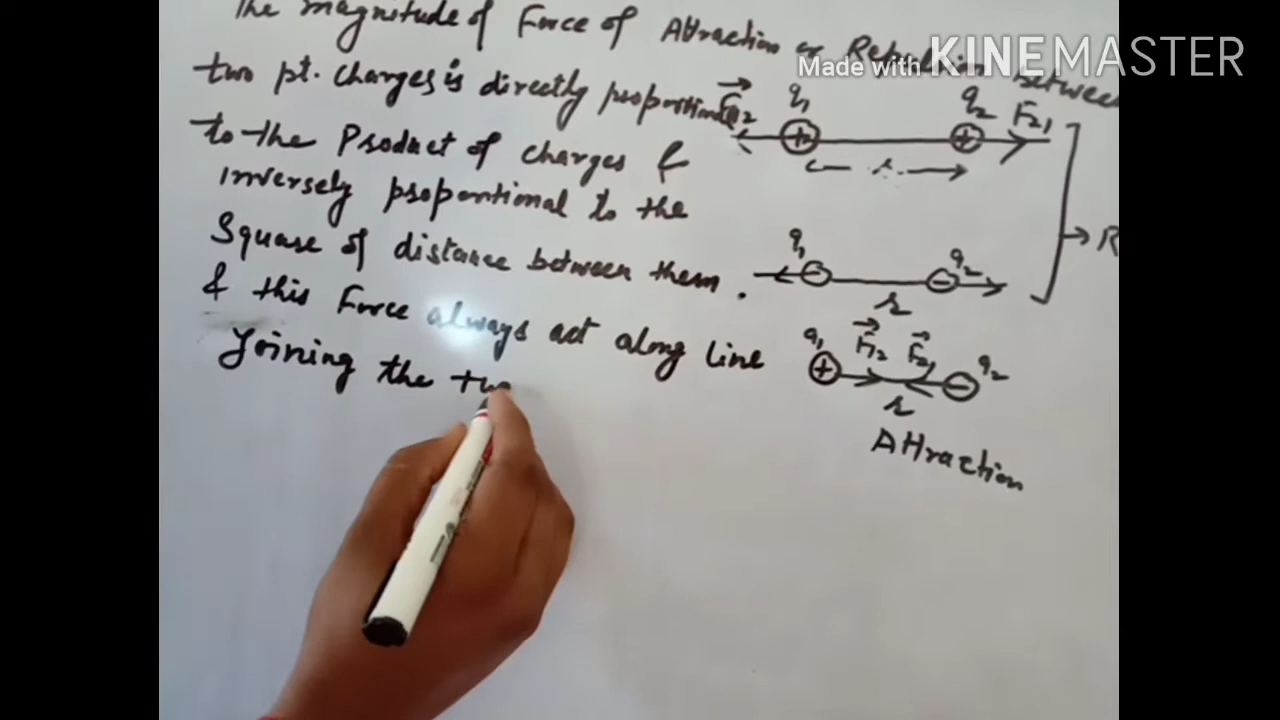 The magnitude of Force of Attraction or between
Made with KINEMASTER
two pt. charges is directly proportional
to the Product of charges &
inversely proportional to the
Square of distance between them.
& this Force always act along line
Joining the two
F12 q1 q2 F21
+ +
r
q1 q2
- -
r
R
q1 F12 F21 q2
+ -
r
Attraction